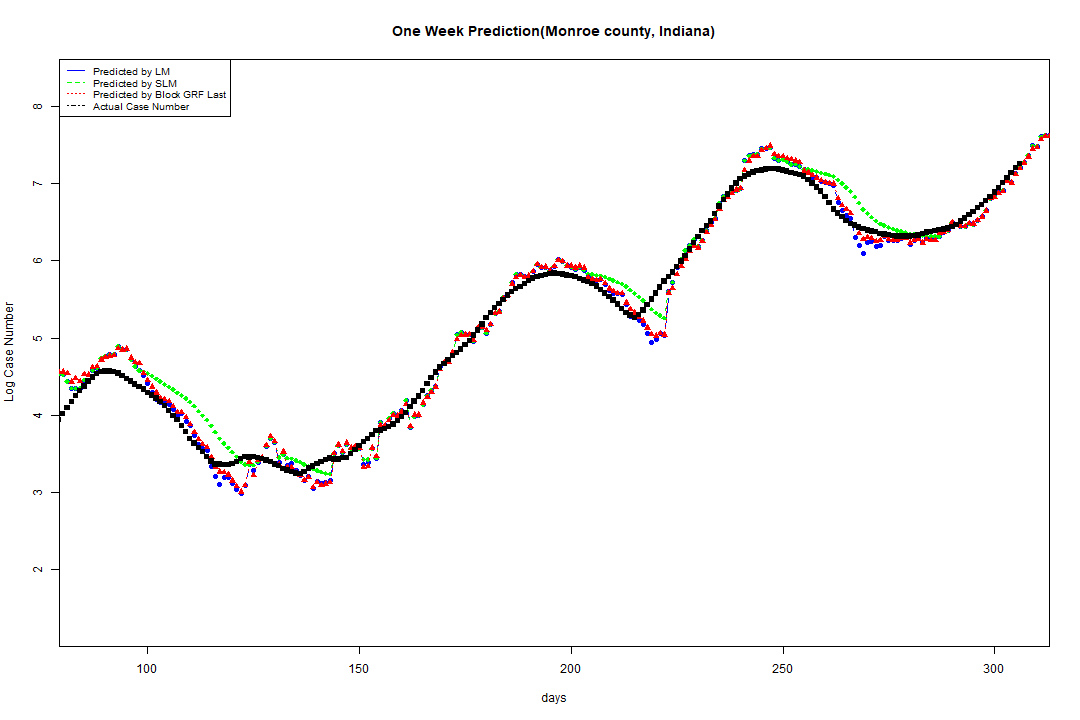 One Week Prediction(Monroe county, Indiana)
Predicted by LM
Predicted by SLM
Predicted by Block GRF Last
Actual Case Number
8
7
6
5
4
3
2
Log Case Number
100 150 200 250 300
days